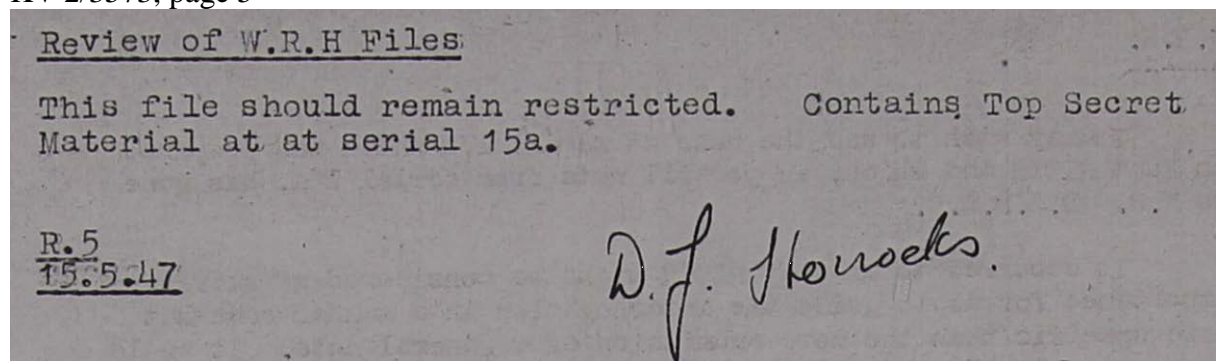 Review of W.R.H Files
This file should remain restricted. Contains Top Secret
Material at at serial 15a.
R.5
15.5.47
D.J.